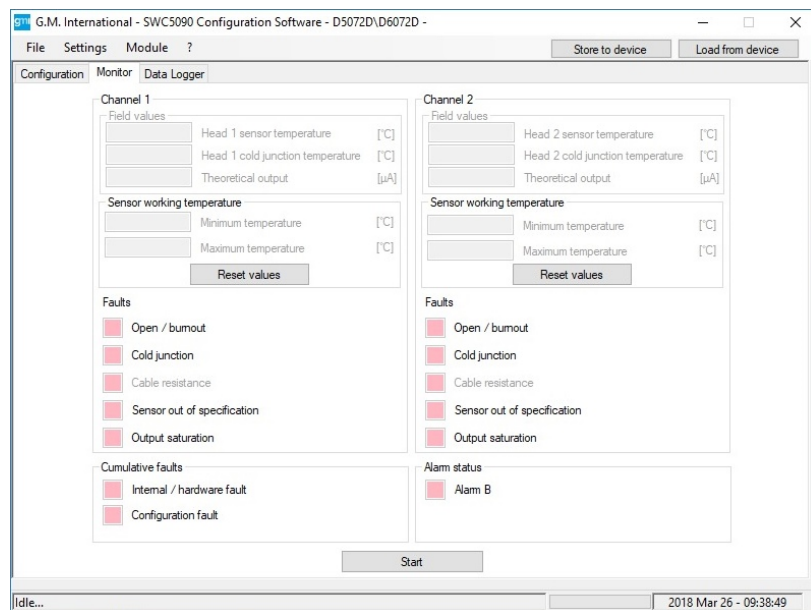 GM G.M. International - SWC5090 Configuration Software - D5072D\D6072D -
File Settings Module ? Store to device Load from device
Configuration Monitor Data Logger
Channel 1
Field values
Head 1 sensor temperature [°C]
Head 1 cold junction temperature [°C]
Theoretical output [µA]
Sensor working temperature
Minimum temperature [°C]
Maximum temperature [°C]
Reset values
Faults
Open / burnout
Cold junction
Cable resistance
Sensor out of specification
Output saturation
Channel 2
Field values
Head 2 sensor temperature [°C]
Head 2 cold junction temperature [°C]
Theoretical output [µA]
Sensor working temperature
Minimum temperature [°C]
Maximum temperature [°C]
Reset values
Faults
Open / burnout
Cold junction
Cable resistance
Sensor out of specification
Output saturation
Cumulative faults
Internal / hardware fault
Configuration fault
Alarm status
Alarm B
Start
Idle... 2018 Mar 26 - 09:38:49